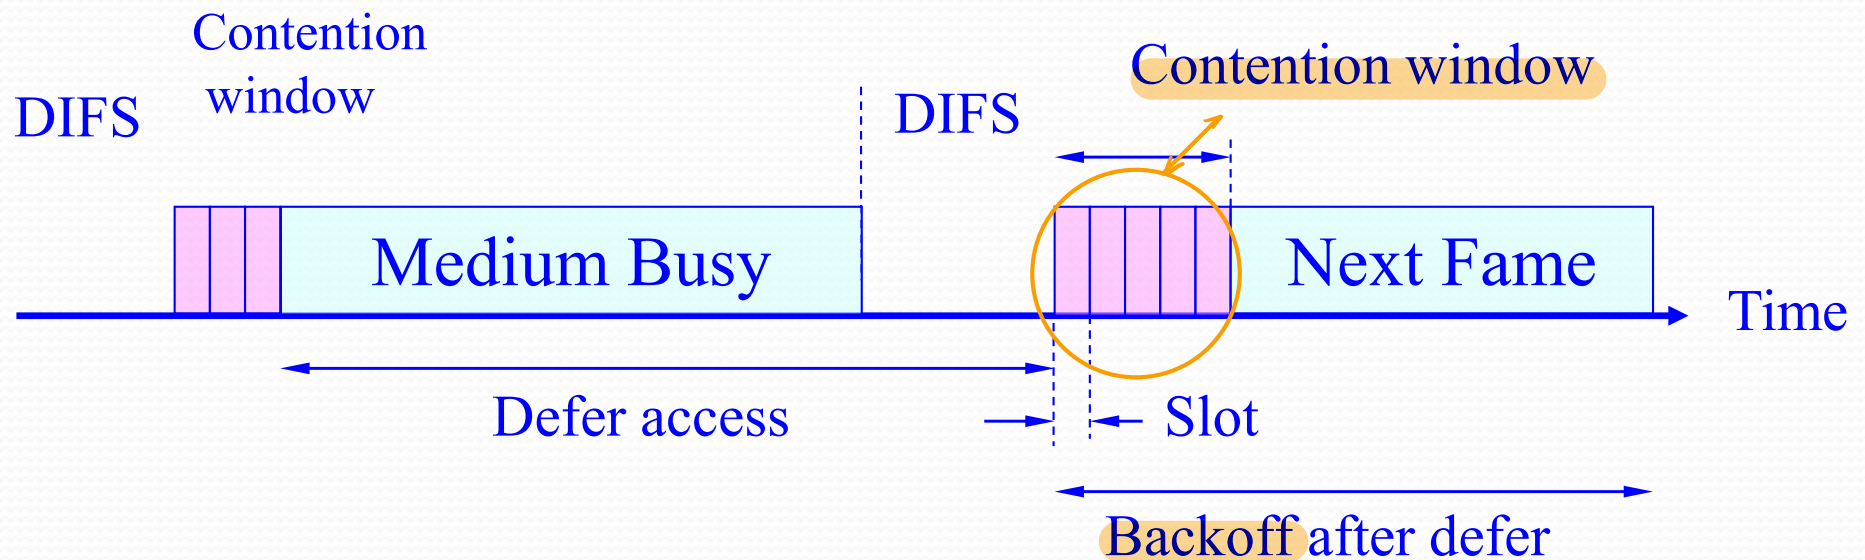 Contention
window
DIFS
Contention window
DIFS
Medium Busy
Next Fame
Time
Defer access
Slot
Backoff after defer